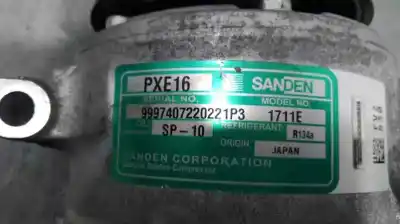 PXE16 SANDEN
SERIAL NO. MODEL NO.
9997407220221P3 1711E
SP-10 REFRIGERANT R134a
ORIGIN JAPAN
SANDEN CORPORATION